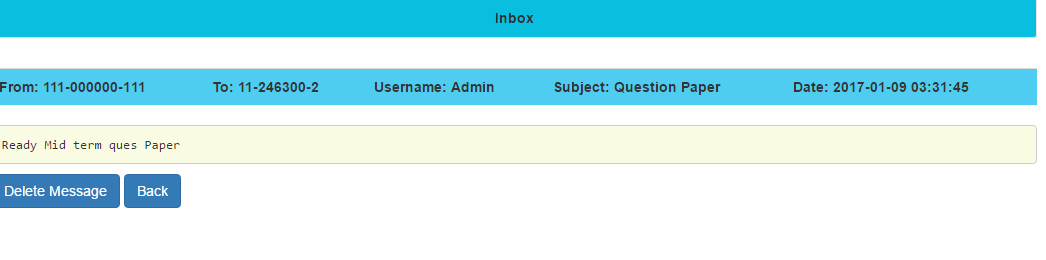 Inbox
From: 111-000000-111 To: 11-246300-2 Username: Admin Subject: Question Paper Date: 2017-01-09 03:31:45
Ready Mid term ques Paper
Delete Message Back